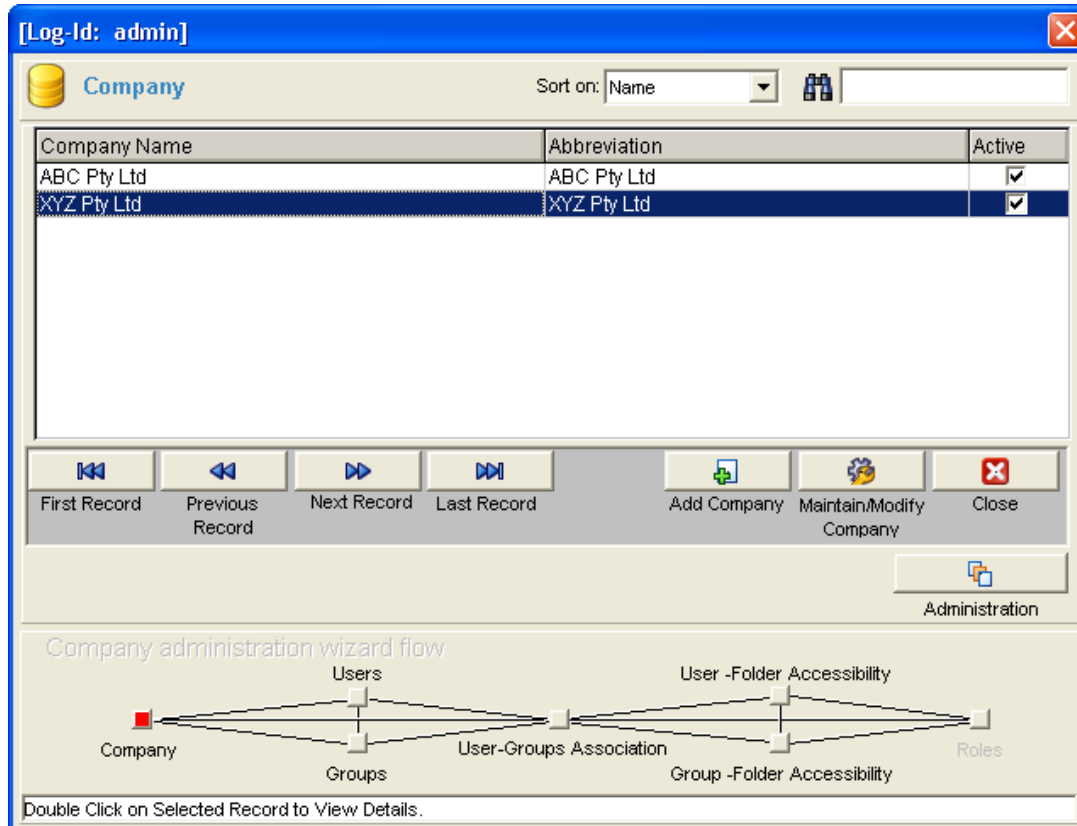 [Log-Id: admin]
Company
Sort on: Name
Company Name Abbreviation Active
ABC Pty Ltd ABC Pty Ltd
XYZ Pty Ltd XYZ Pty Ltd
First Record Previous Record Next Record Last Record Add Company Maintain/Modify Company Close
Administration
Company administration wizard flow
Users User -Folder Accessibility
Company User-Groups Association Roles
Groups Group -Folder Accessibility
Double Click on Selected Record to View Details.